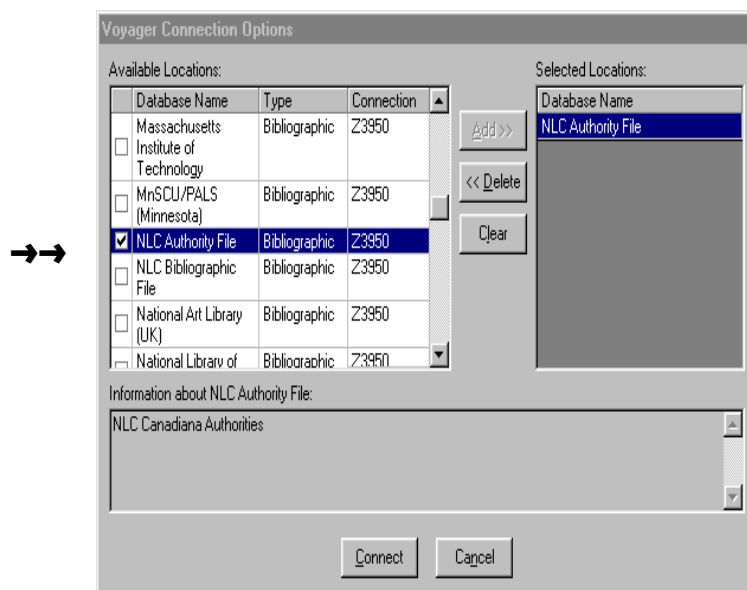 Voyager Connection Options
Available Locations:
Selected Locations:
Database Name Type Connection
Database Name
Massachusetts Institute of Technology Bibliographic Z3950
NLC Authority File
MnSCU/PALS (Minnesota) Bibliographic Z3950
NLC Authority File Bibliographic Z3950
NLC Bibliographic File Bibliographic Z3950
National Art Library (UK) Bibliographic Z3950
National Library of Bibliographic Z3950
Add >>
<< Delete
Clear
Information about NLC Authority File:
NLC Canadiana Authorities
Connect
Cancel